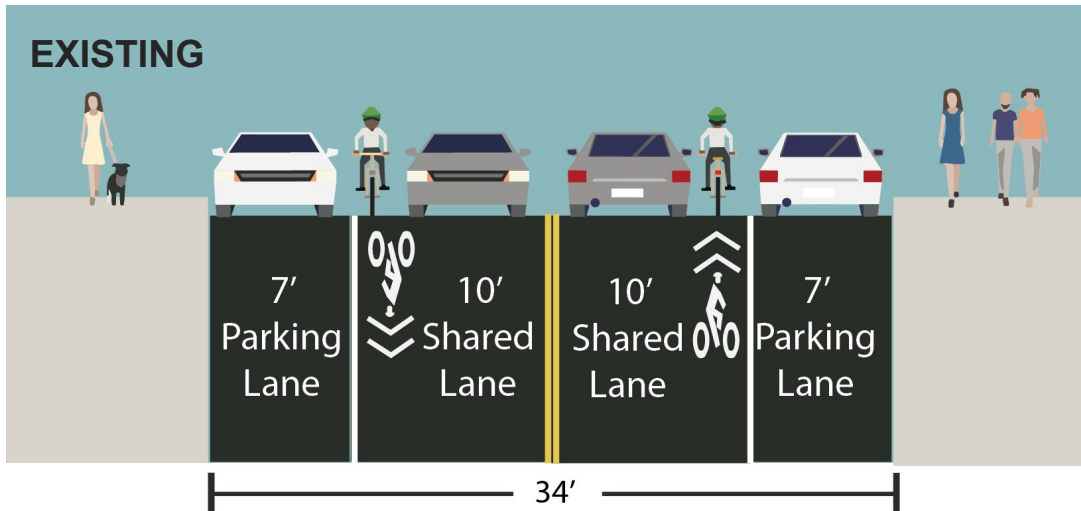 EXISTING
7’
Parking
Lane
10’
Shared
Lane
10’
Shared
Lane
7’
Parking
Lane
34’